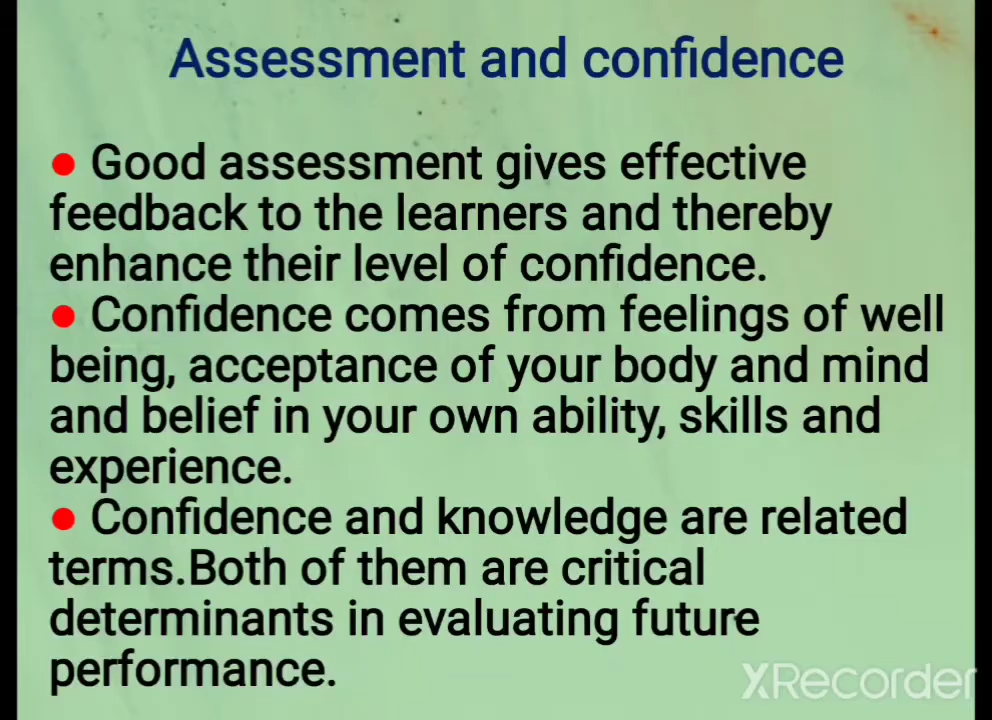 Assessment and confidence
● Good assessment gives effective
feedback to the learners and thereby
enhance their level of confidence.
● Confidence comes from feelings of well
being, acceptance of your body and mind
and belief in your own ability, skills and
experience.
● Confidence and knowledge are related
terms.Both of them are critical
determinants in evaluating future
performance.
XRecorder